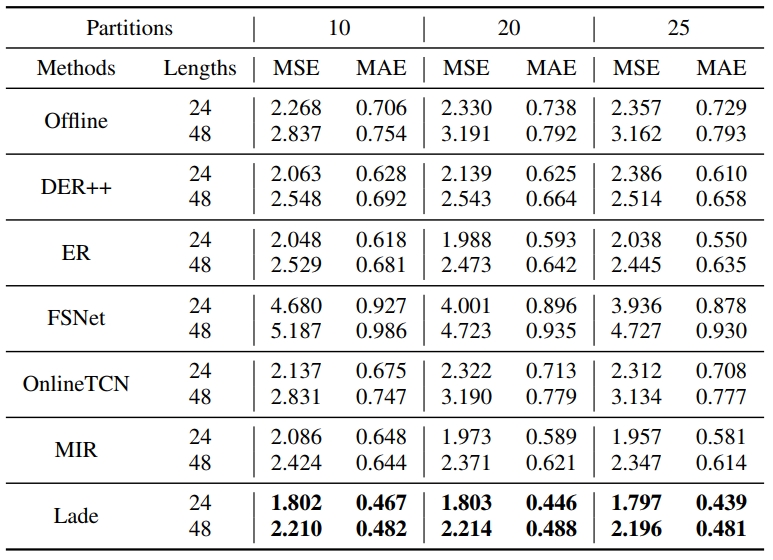 Partitions 10 20 25
Methods Lengths MSE MAE MSE MAE MSE MAE
Offline
24 2.268 0.706 2.330 0.738 2.357 0.729
48 2.837 0.754 3.191 0.792 3.162 0.793
DER++
24 2.063 0.628 2.139 0.625 2.386 0.610
48 2.548 0.692 2.543 0.664 2.514 0.658
ER
24 2.048 0.618 1.988 0.593 2.038 0.550
48 2.529 0.681 2.473 0.642 2.445 0.635
FSNet
24 4.680 0.927 4.001 0.896 3.936 0.878
48 5.187 0.986 4.723 0.935 4.727 0.930
OnlineTCN
24 2.137 0.675 2.322 0.713 2.312 0.708
48 2.831 0.747 3.190 0.779 3.134 0.777
MIR
24 2.086 0.648 1.973 0.589 1.957 0.581
48 2.424 0.644 2.371 0.621 2.347 0.614
Lade
24 1.802 0.467 1.803 0.446 1.797 0.439
48 2.210 0.482 2.214 0.488 2.196 0.481